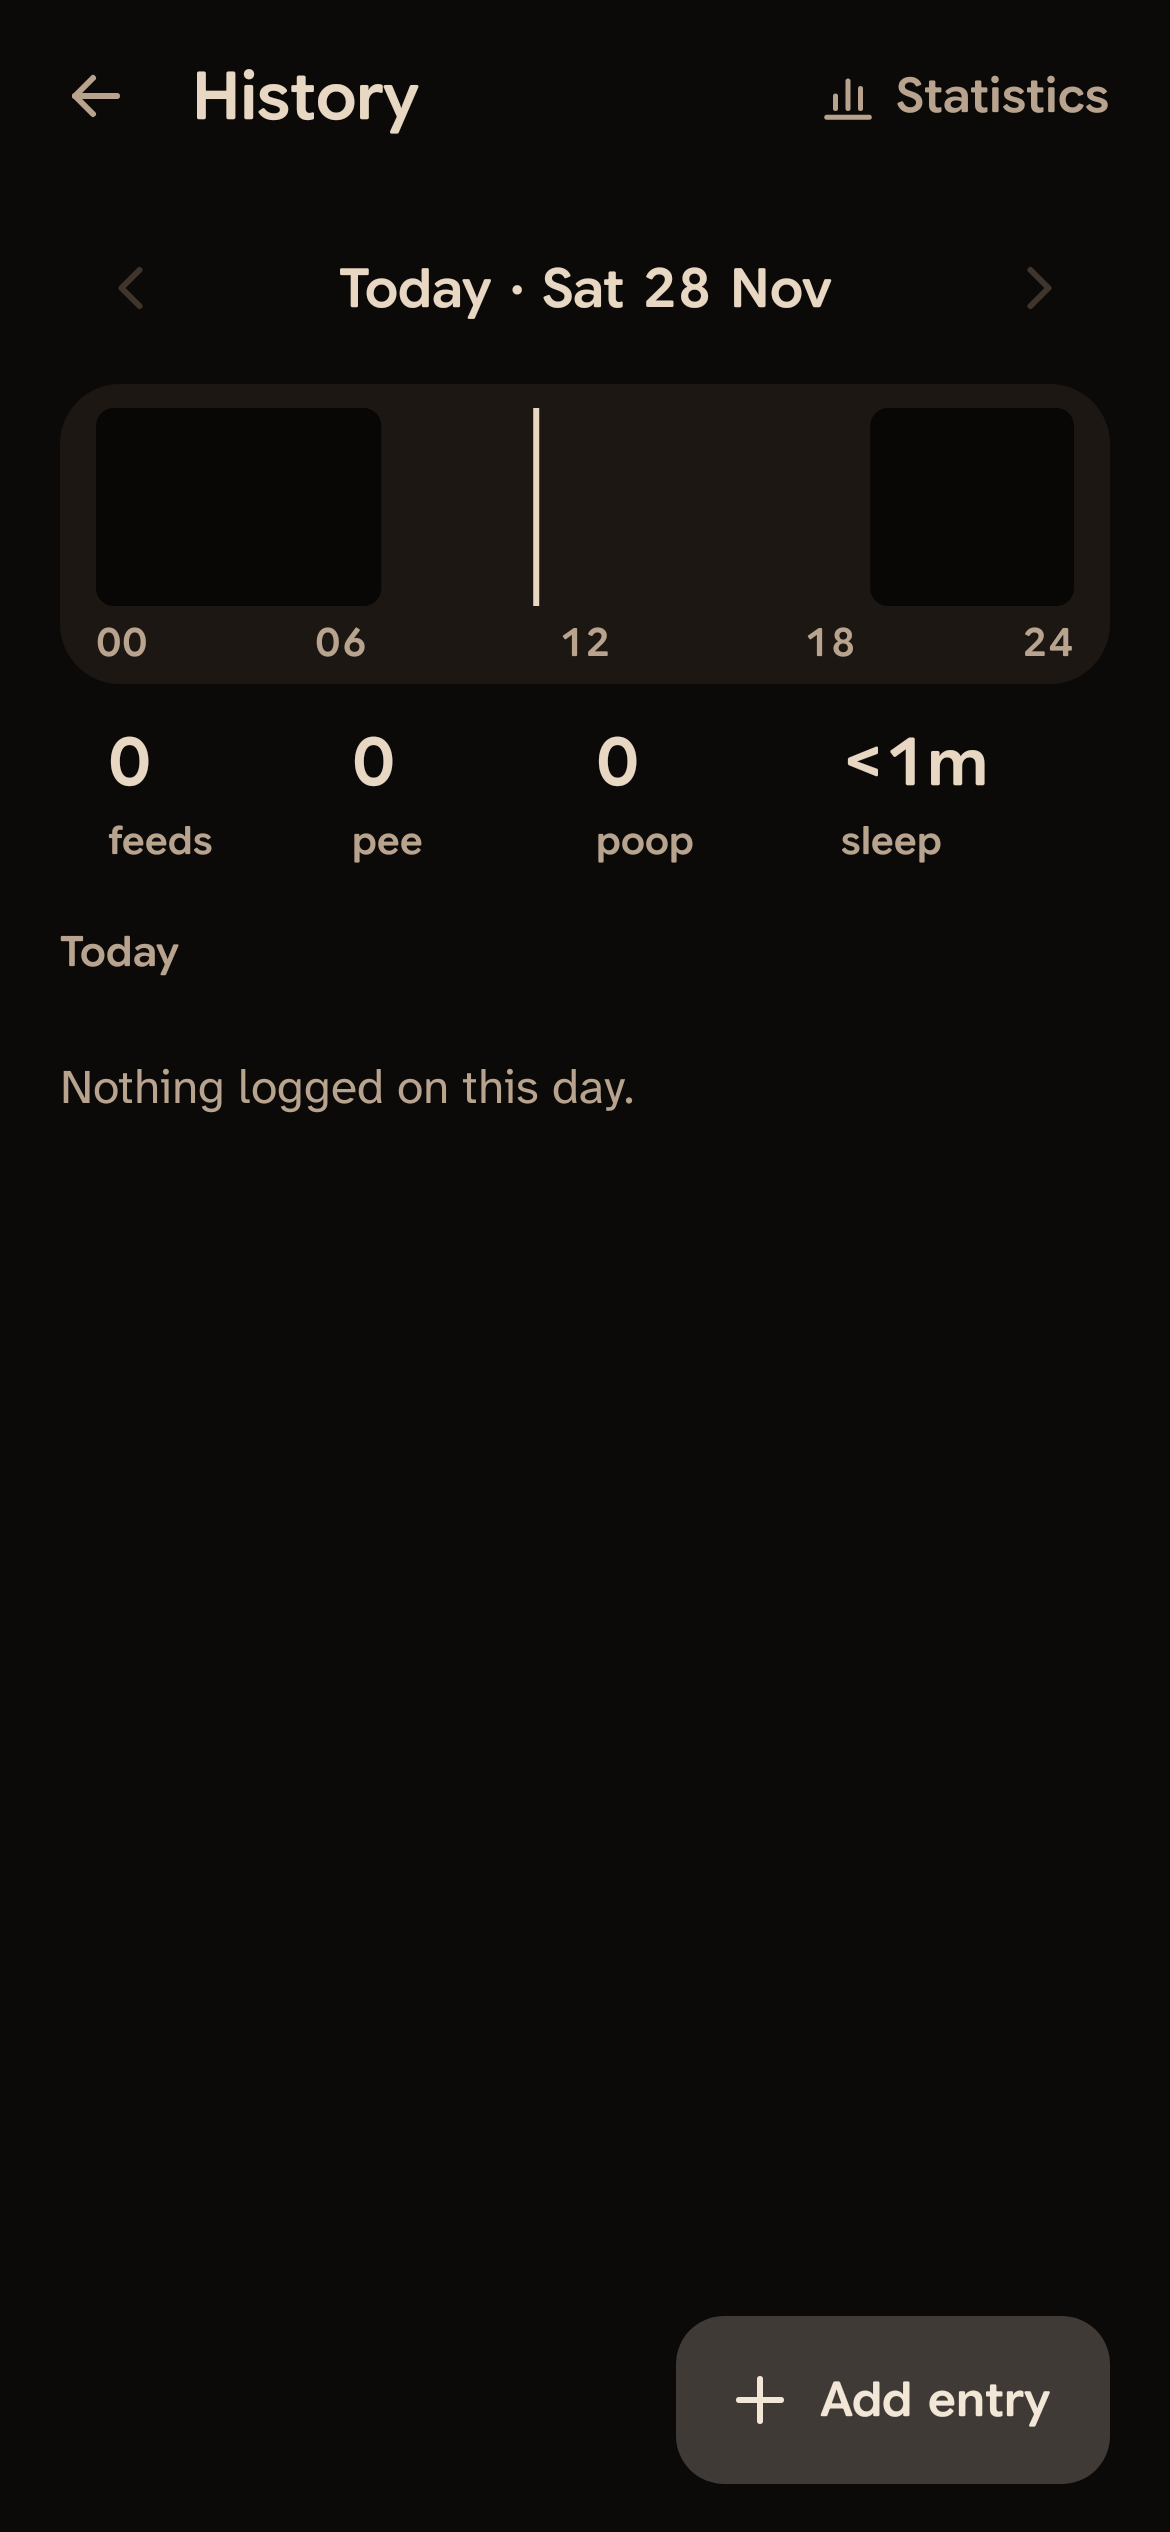 History
Statistics
Today · Sat 28 Nov
00 06 12 18 24
0 0 0 <1m
feeds pee poop sleep
Today
Nothing logged on this day.
Add entry